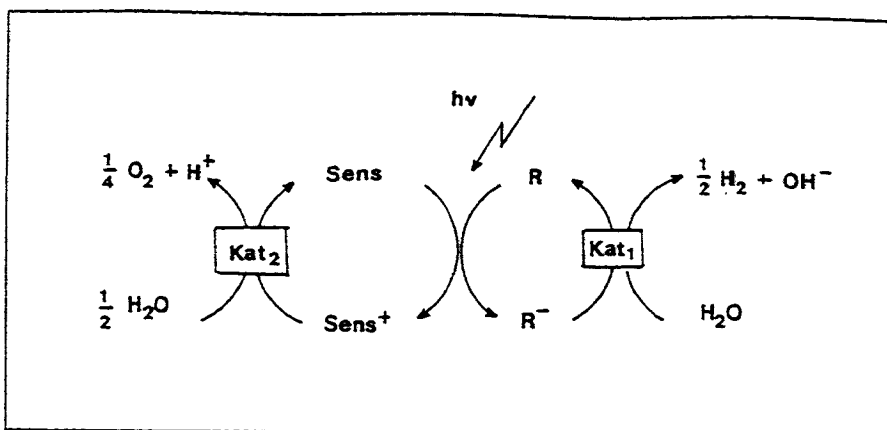 hν
1/4 O₂ + H⁺ Sens R 1/2 H₂ + OH⁻
Kat₂ Kat₁
1/2 H₂O Sens⁺ R⁻ H₂O